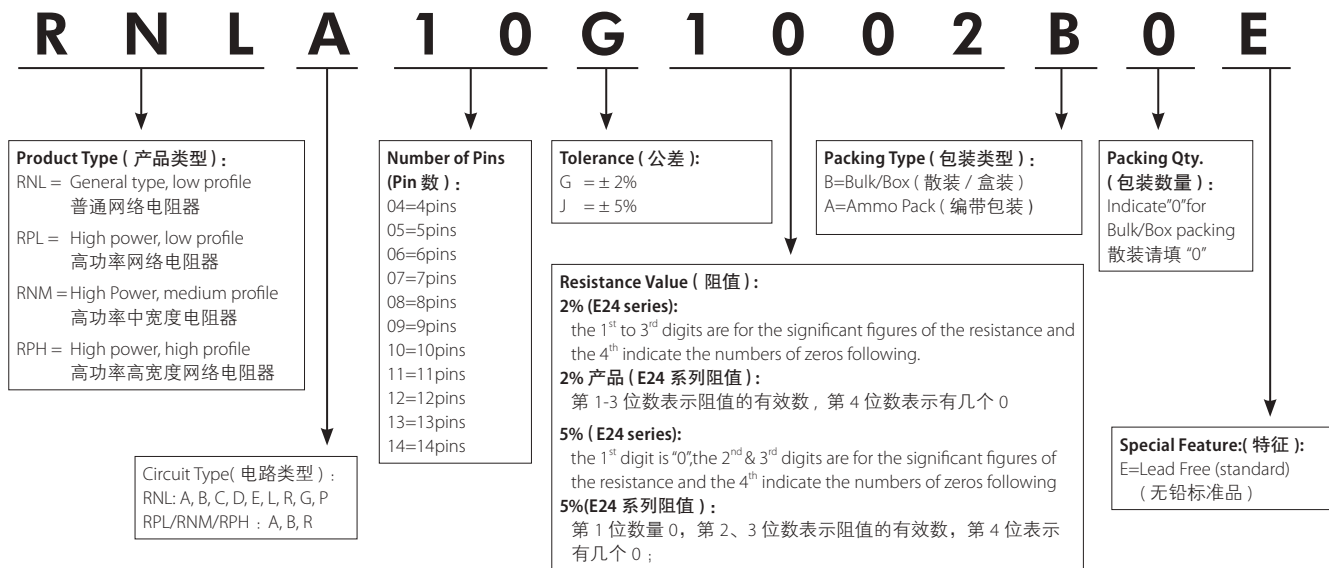 R N L A 1 0 G 1 0 0 2 B 0 E
Product Type ( 产品类型 ) :
RNL = General type, low profile
普通网络电阻器
RPL = High power, low profile
高功率网络电阻器
RNM = High Power, medium profile
高功率中宽度电阻器
RPH = High power, high profile
高功率高宽度网络电阻器
Circuit Type( 电路类型 ) :
RNL: A, B, C, D, E, L, R, G, P
RPL/RNM/RPH : A, B, R
Number of Pins
(Pin 数 ) :
04=4pins
05=5pins
06=6pins
07=7pins
08=8pins
09=9pins
10=10pins
11=11pins
12=12pins
13=13pins
14=14pins
Tolerance ( 公差 ):
G = ± 2%
J = ± 5%
Resistance Value ( 阻值 ) :
2% (E24 series):
the 1st to 3rd digits are for the significant figures of the resistance and
the 4th indicate the numbers of zeros following.
2% 产品 ( E24 系列阻值 ) :
第 1-3 位数表示阻值的有效数 , 第 4 位数表示有几个 0
5% ( E24 series):
the 1st digit is "0",the 2nd & 3rd digits are for the significant figures of
the resistance and the 4th indicate the numbers of zeros following
5%(E24 系列阻值 ) :
第 1 位数量 0，第 2、3 位数表示阻值的有效数，第 4 位表示
有几个 0 ;
Packing Type ( 包装类型 ) :
B=Bulk/Box ( 散装 / 盒装 )
A=Ammo Pack ( 编带包装 )
Packing Qty.
( 包装数量 ) :
Indicate"0"for
Bulk/Box packing
散装请填 "0"
Special Feature:( 特征 ):
E=Lead Free (standard)
( 无铅标准品 )